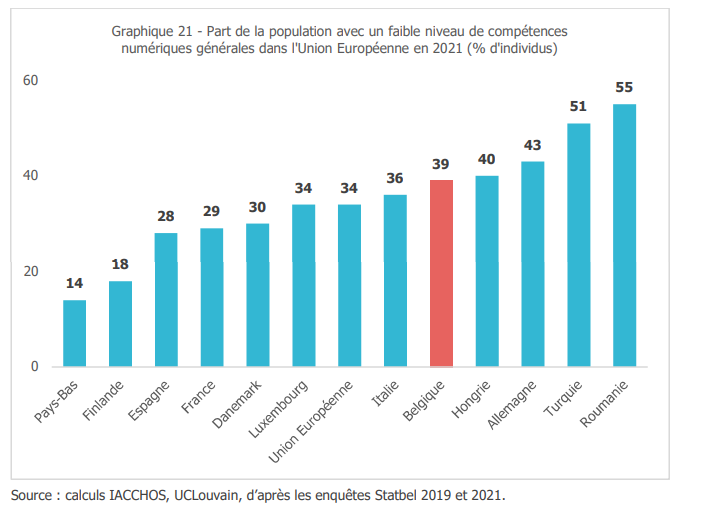 Graphique 21 - Part de la population avec un faible niveau de compétences
numériques générales dans l'Union Européenne en 2021 (% d'individus)
60
40
20
0
14
18
28
29
30
34
34
36
39
40
43
51
55
Pays-Bas
Finlande
Espagne
France
Danemark
Luxembourg
Union Européenne
Italie
Belgique
Hongrie
Allemagne
Turquie
Roumanie
Source : calculs IACCHOS, UCLouvain, d’après les enquêtes Statbel 2019 et 2021.